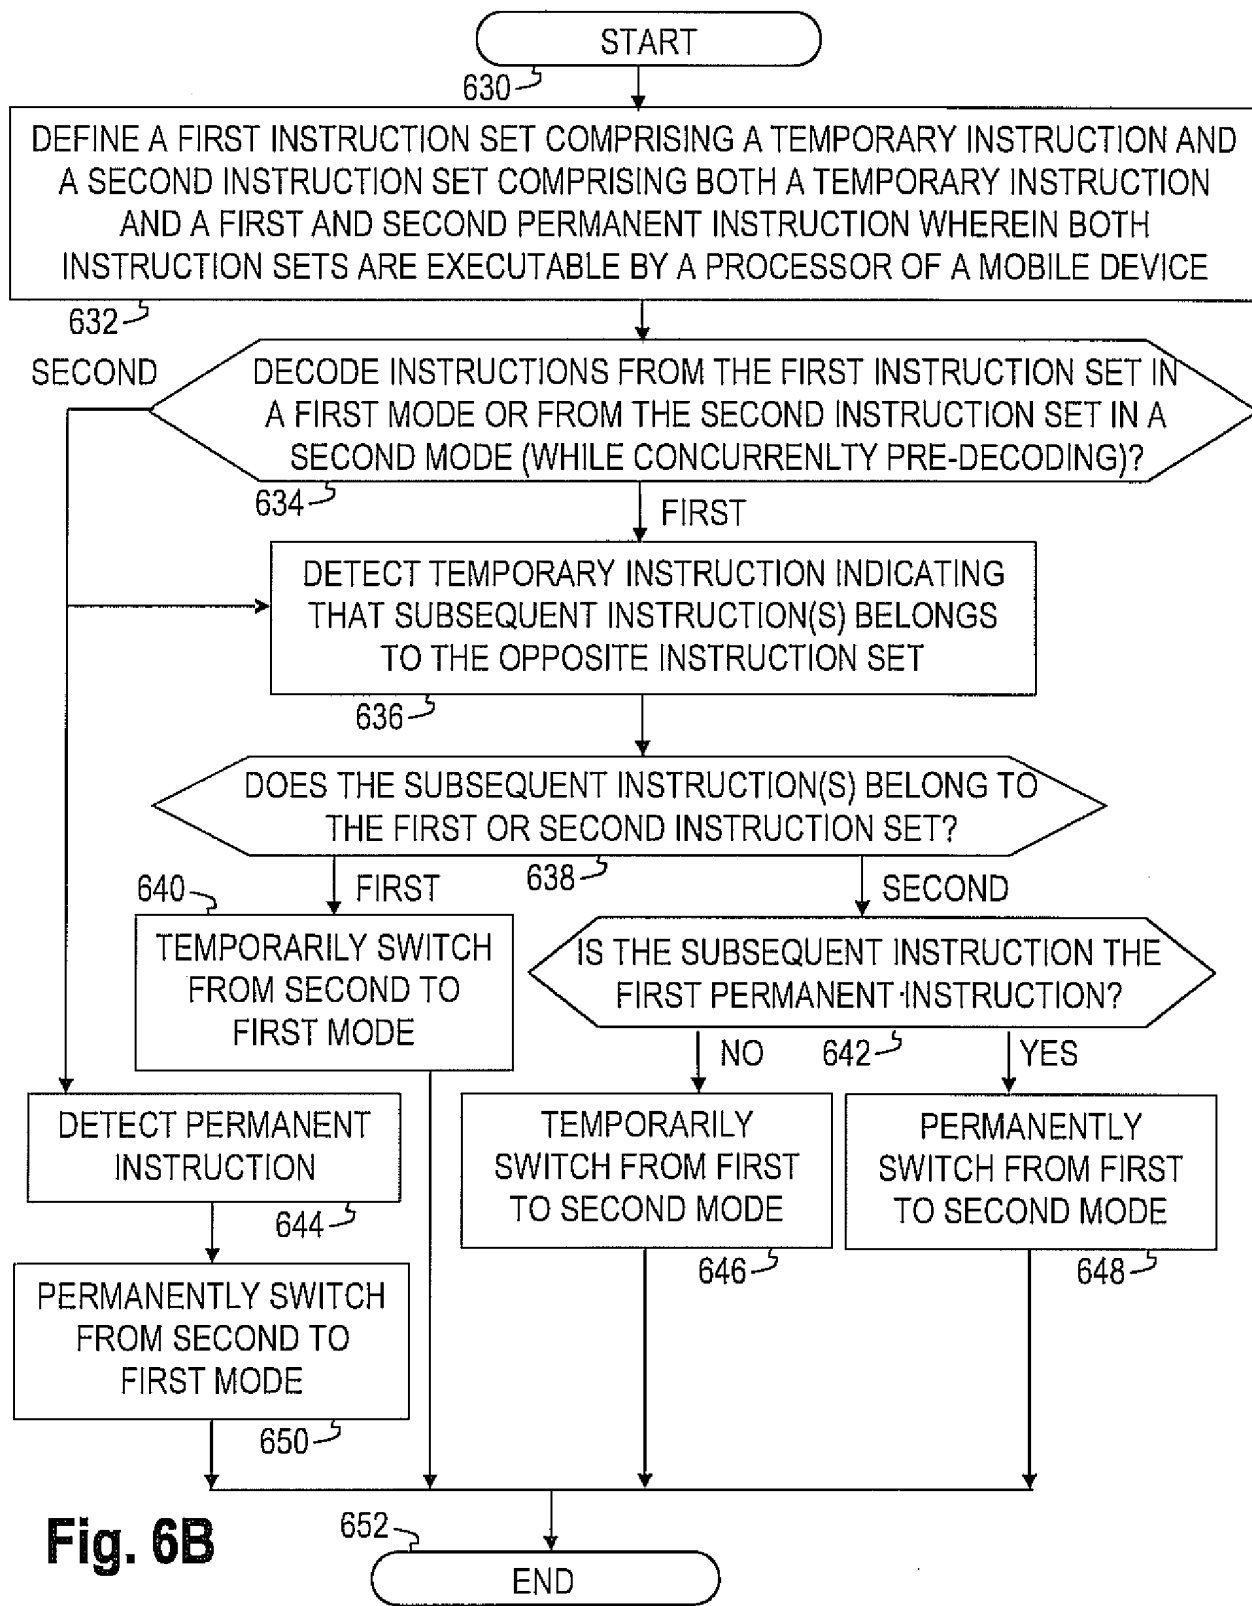 START
630
DEFINE A FIRST INSTRUCTION SET COMPRISING A TEMPORARY INSTRUCTION AND
A SECOND INSTRUCTION SET COMPRISING BOTH A TEMPORARY INSTRUCTION
AND A FIRST AND SECOND PERMANENT INSTRUCTION WHEREIN BOTH
INSTRUCTION SETS ARE EXECUTABLE BY A PROCESSOR OF A MOBILE DEVICE
632
SECOND
DECODE INSTRUCTIONS FROM THE FIRST INSTRUCTION SET IN
A FIRST MODE OR FROM THE SECOND INSTRUCTION SET IN A
SECOND MODE (WHILE CONCURRENLTY PRE-DECODING)?
634
FIRST
DETECT TEMPORARY INSTRUCTION INDICATING
THAT SUBSEQUENT INSTRUCTION(S) BELONGS
TO THE OPPOSITE INSTRUCTION SET
636
DOES THE SUBSEQUENT INSTRUCTION(S) BELONG TO
THE FIRST OR SECOND INSTRUCTION SET?
638
640
FIRST
SECOND
TEMPORARILY SWITCH
FROM SECOND TO
FIRST MODE
IS THE SUBSEQUENT INSTRUCTION THE
FIRST PERMANENT INSTRUCTION?
642
NO
YES
DETECT PERMANENT
INSTRUCTION
644
TEMPORARILY
SWITCH FROM FIRST
TO SECOND MODE
646
PERMANENTLY
SWITCH FROM FIRST
TO SECOND MODE
648
PERMANENTLY SWITCH
FROM SECOND TO
FIRST MODE
650
Fig. 6B
652
END